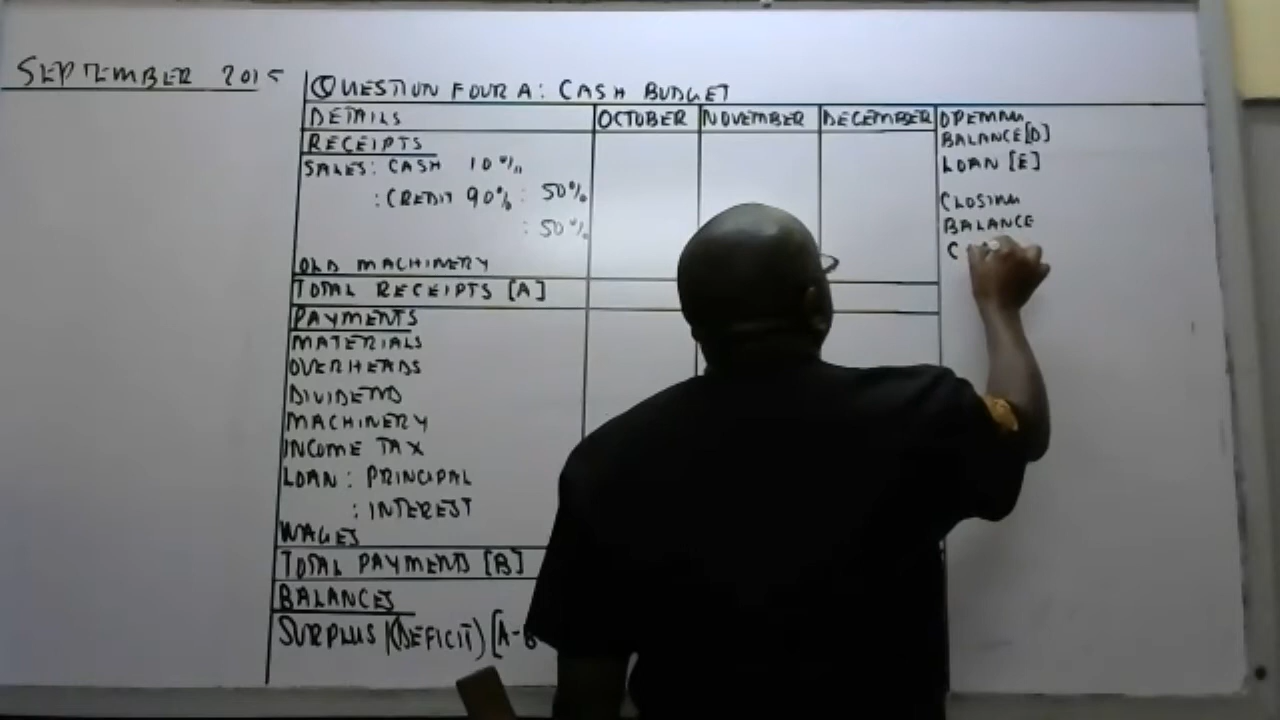 SEPTEMBER 2015
QUESTION FOUR A: CASH BUDGET
DETAILS OCTOBER NOVEMBER DECEMBER
RECEIPTS
SALES: CASH 10%
: CREDIT 90% : 50%
: 50%
OLD MACHINERY
TOTAL RECEIPTS [A]
PAYMENTS
MATERIALS
OVERHEADS
DIVIDEND
MACHINERY
INCOME TAX
LOAN: PRINCIPAL
: INTEREST
WAGES
TOTAL PAYMENTS [B]
BALANCES
SURPLUS/(DEFICIT) [A-B
OPENING
BALANCE[D]
LOAN [E]
CLOSING
BALANCE
C